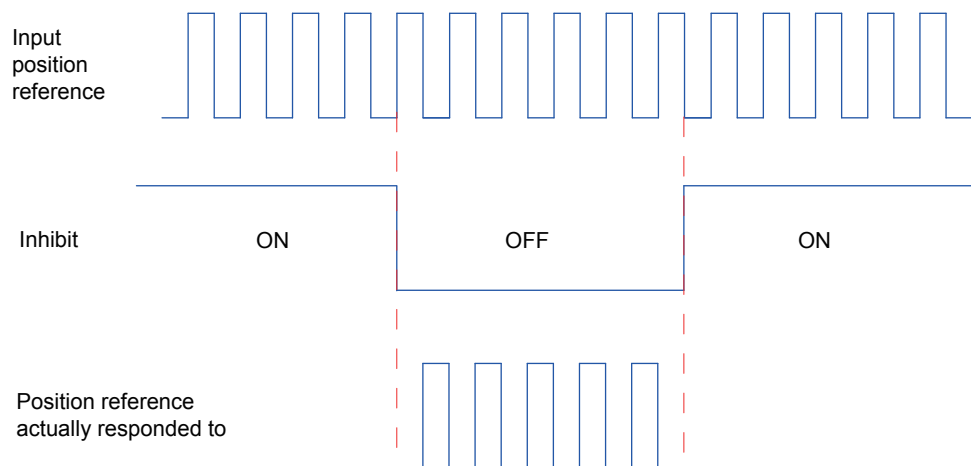 Input
position
reference
Inhibit
ON
OFF
ON
Position reference
actually responded to